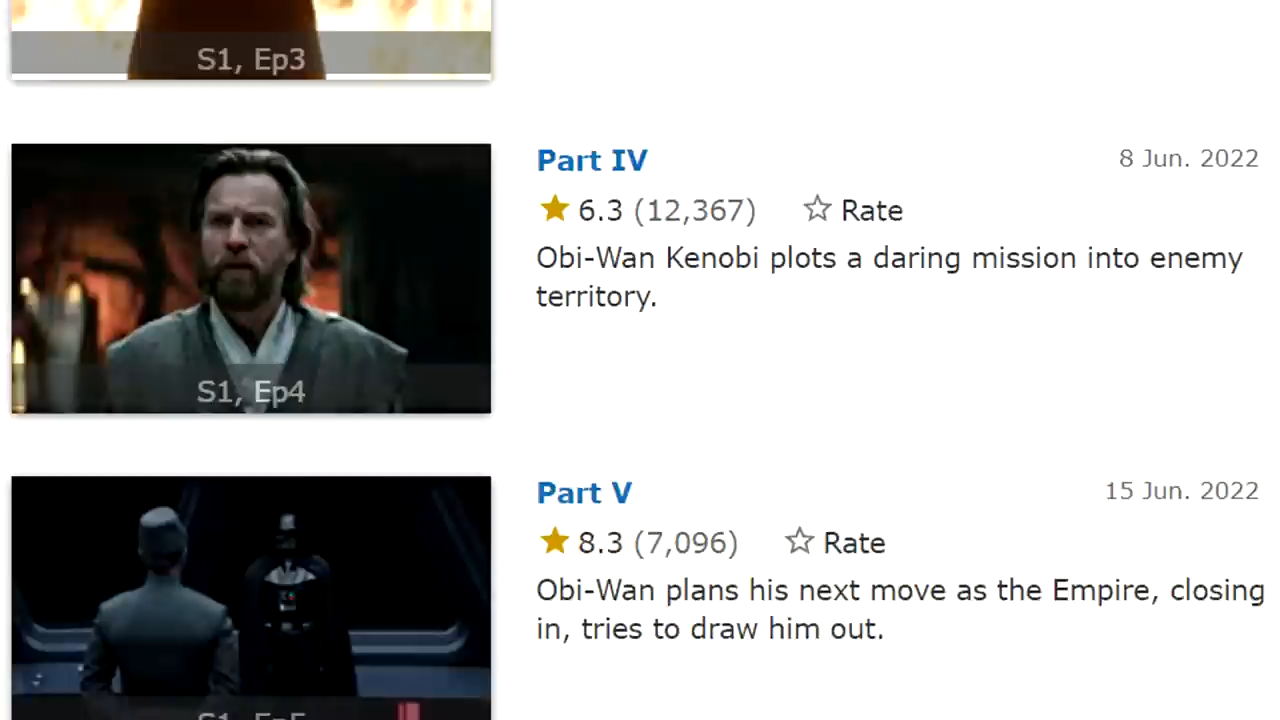 S1, Ep3
Part IV
8 Jun. 2022
6.3 (12,367) Rate
Obi-Wan Kenobi plots a daring mission into enemy
territory.
S1, Ep4
Part V
15 Jun. 2022
8.3 (7,096) Rate
Obi-Wan plans his next move as the Empire, closing
in, tries to draw him out.
S1, Ep5